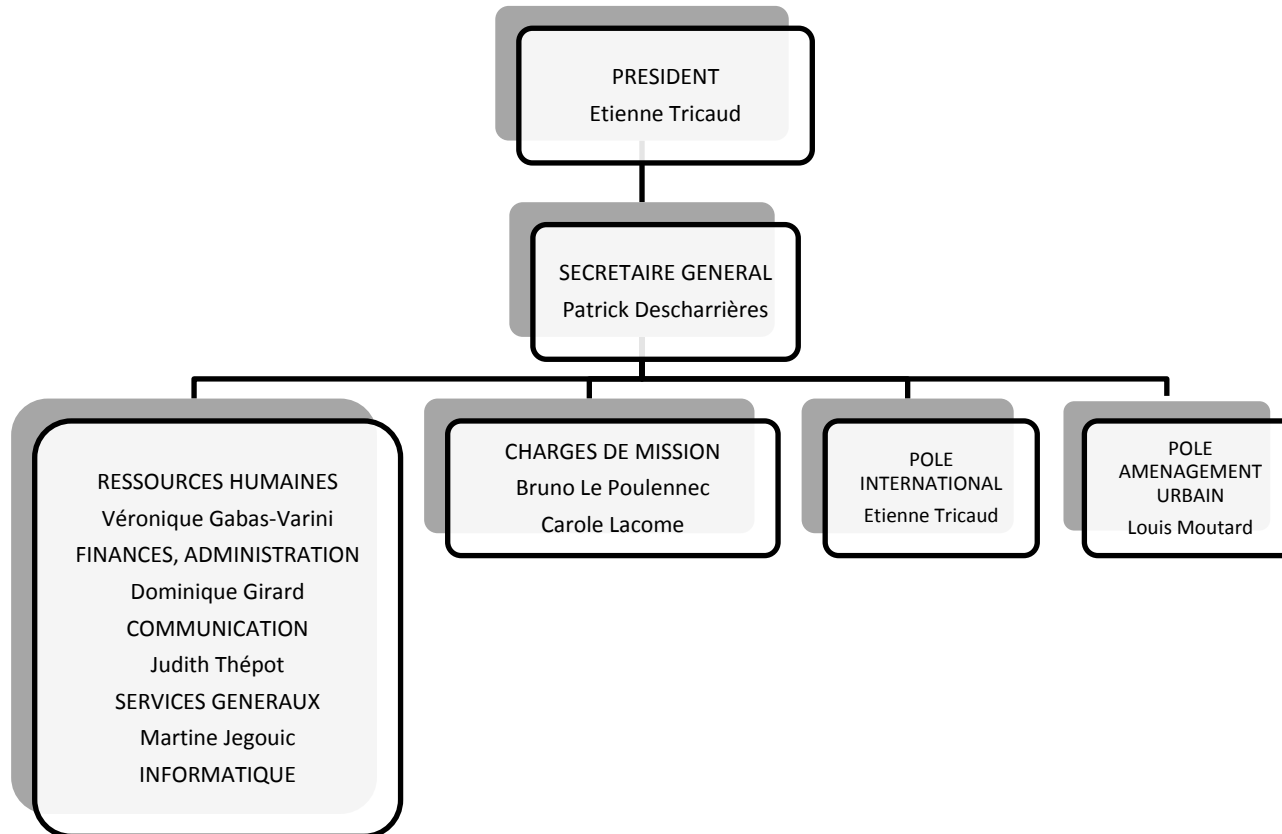 PRESIDENT
Etienne Tricaud
SECRETAIRE GENERAL
Patrick Descharrières
RESSOURCES HUMAINES
Véronique Gabas-Varini
FINANCES, ADMINISTRATION
Dominique Girard
COMMUNICATION
Judith Thépot
SERVICES GENERAUX
Martine Jegouic
INFORMATIQUE
CHARGES DE MISSION
Bruno Le Poulennec
Carole Lacome
POLE
INTERNATIONAL
Etienne Tricaud
POLE
AMENAGEMENT
URBAIN
Louis Moutard